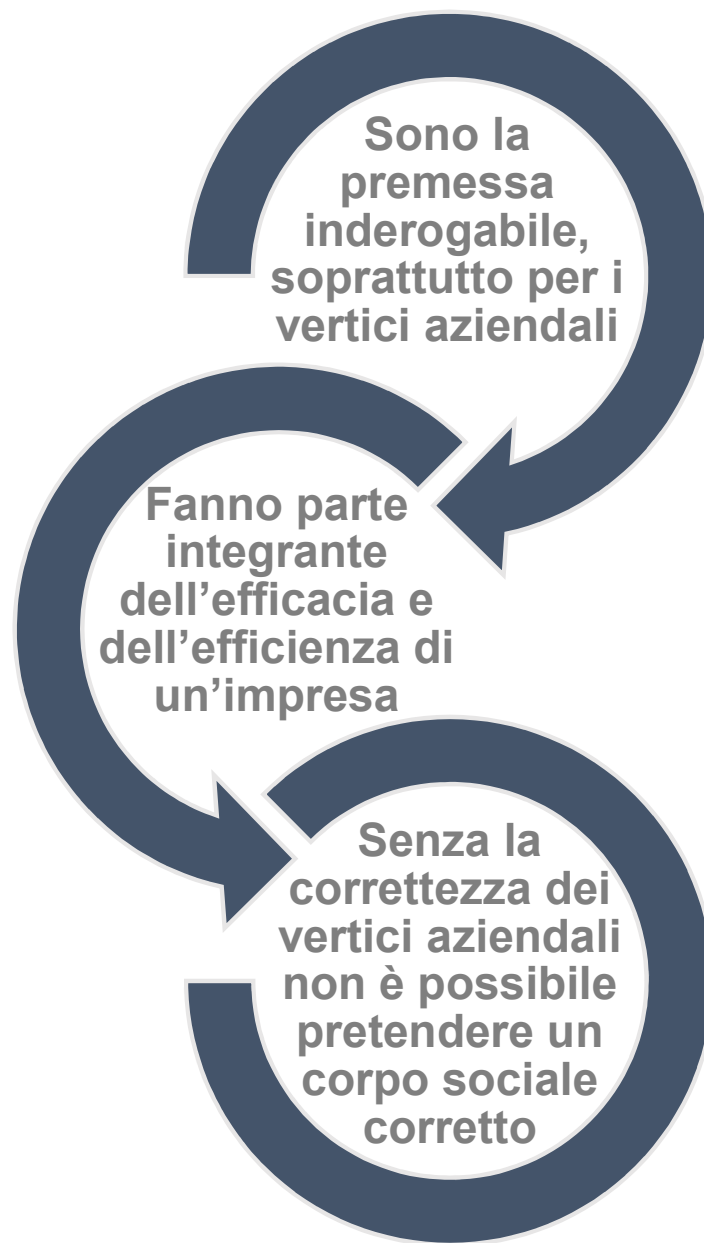 Sono la
premessa
inderogabile,
soprattutto per i
vertici aziendali
Fanno parte
integrante
dell’efficacia e
dell’efficienza di
un’impresa
Senza la
correttezza dei
vertici aziendali
non è possibile
pretendere un
corpo sociale
corretto